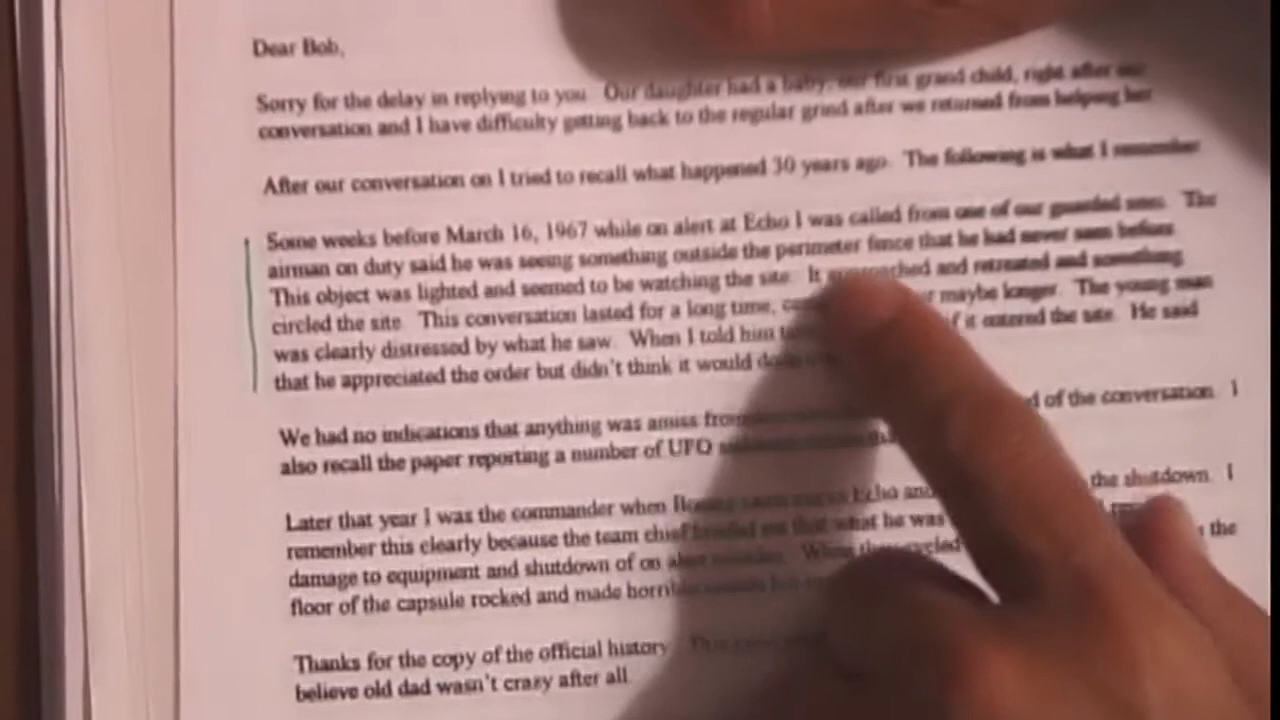 Dear Bob,
Sorry for the delay in replying to you. Our daughter had a baby, our first grand child, right after our
conversation and I have difficulty getting back to the regular grind after we returned from helping her
After our conversation on I tried to recall what happened 30 years ago. The following is what I remember
Some weeks before March 16, 1967 while on alert at Echo I was called from one of our guarded sites. The
airman on duty said he was seeing something outside the perimeter fence that he had never seen before.
This object was lighted and seemed to be watching the site. It approached and retreated and something
circled the site. This conversation lasted for a long time, maybe longer. The young man
was clearly distressed by what he saw. When I told him if it entered the site. He said
that he appreciated the order but didn't think it would do
We had no indications that anything was amiss from of the conversation. I
also recall the paper reporting a number of UFO
Later that year I was the commander when Boeing Echo and the shutdown. I
remember this clearly because the team chief briefed me that what he was the
damage to equipment and shutdown of on alert When they cycled
floor of the capsule rocked and made horrible
Thanks for the copy of the official history.
believe old dad wasn't crazy after all.